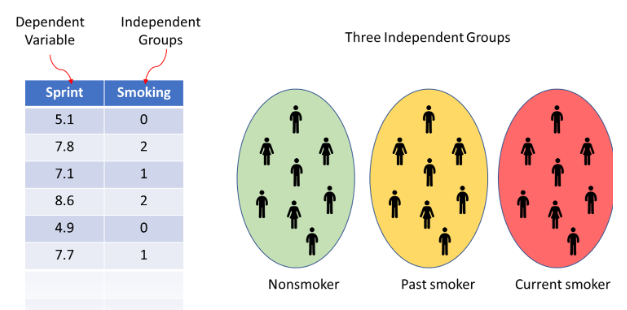 Dependent
Variable
Independent
Groups
Three Independent Groups
Sprint Smoking
5.1 0
7.8 2
7.1 1
8.6 2
4.9 0
7.7 1
Nonsmoker Past smoker Current smoker